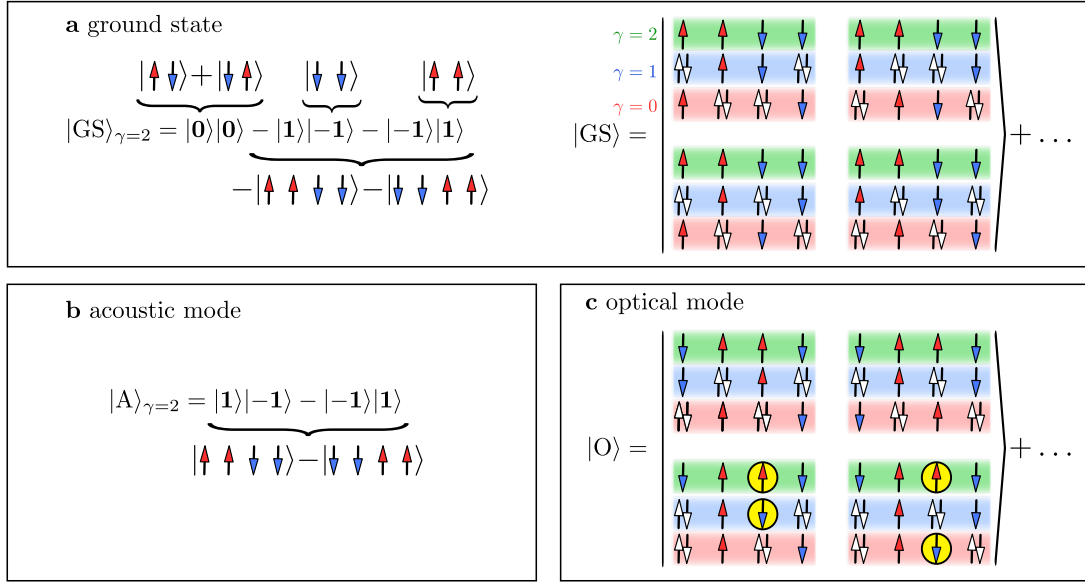 a ground state
|↑ ↓⟩+|↓ ↑⟩ |↓ ↓⟩ |↑ ↑⟩
|GS⟩γ=2 = |0⟩|0⟩ − |1⟩|−1⟩ − |−1⟩|1⟩
−|↑ ↑ ↓ ↓⟩−|↓ ↓ ↑ ↑⟩
γ = 2
γ = 1
γ = 0
|GS⟩ =
+ ...
b acoustic mode
|A⟩γ=2 = |1⟩|−1⟩ − |−1⟩|1⟩
|↑ ↑ ↓ ↓⟩−|↓ ↓ ↑ ↑⟩
c optical mode
|O⟩ =
+ ...